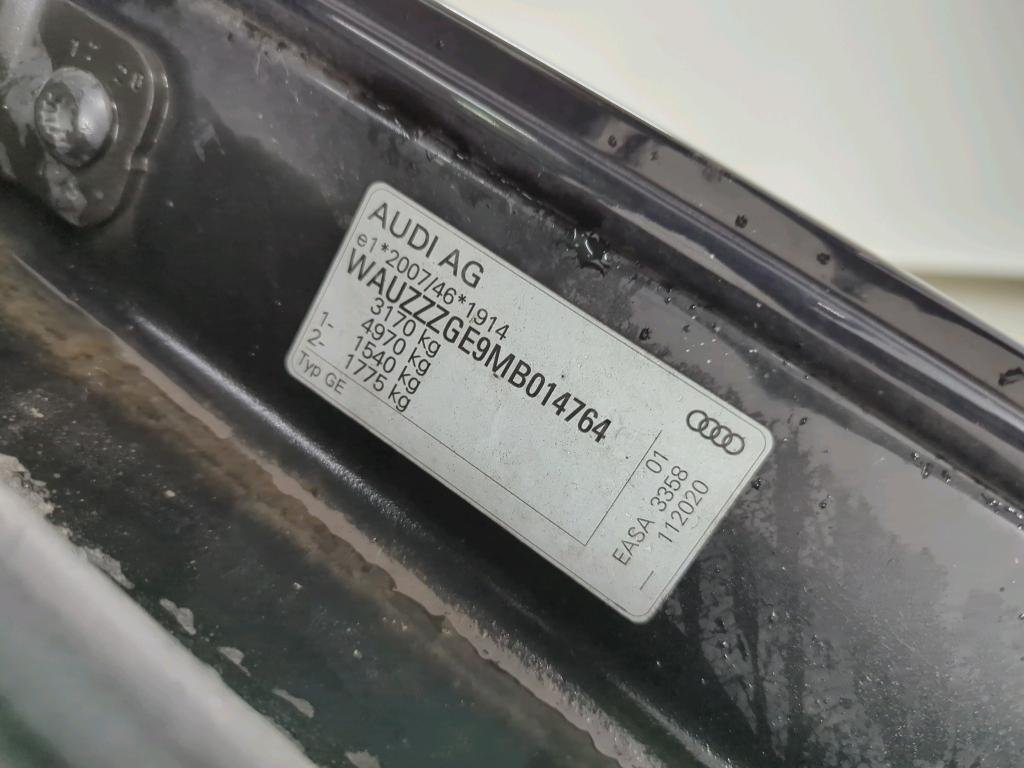 AUDI AG
e1*2007/46*1914
WAUZZZGE9MB014764
3170 kg
4970 kg
1- 1540 kg
2- 1775 kg
Typ GE
EASA 3358 01
— 112020